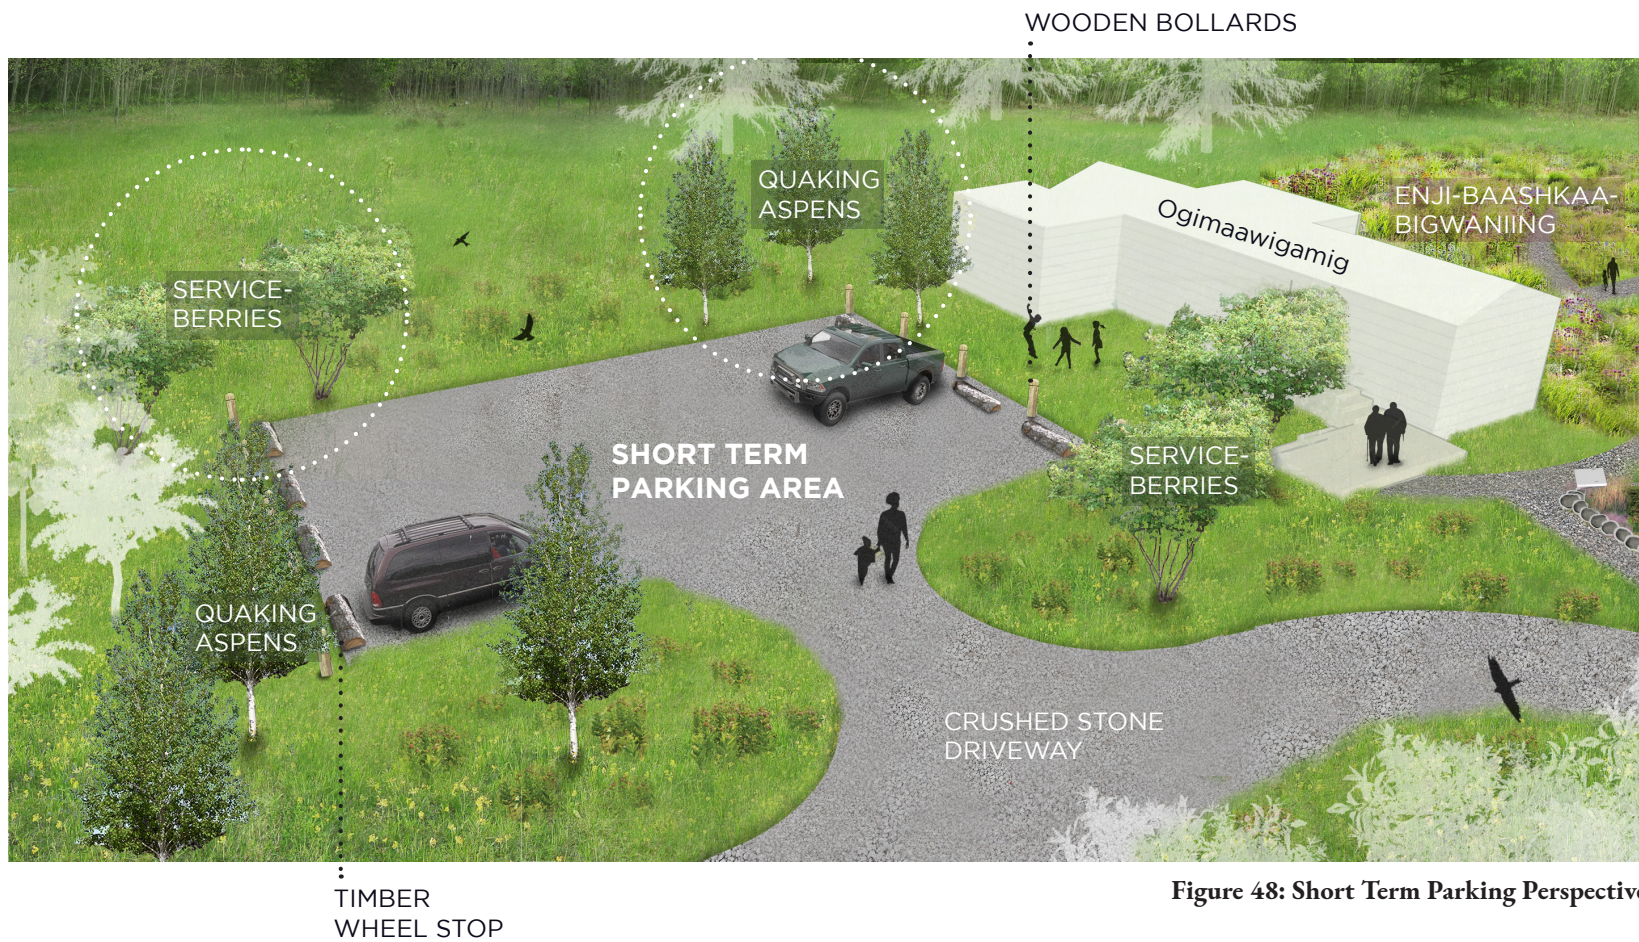 WOODEN BOLLARDS
QUAKING
ASPENS
Ogimaawigamig
ENJI-BAASHKAA-
BIGWANIING
SERVICE-
BERRIES
SHORT TERM
PARKING AREA
SERVICE-
BERRIES
QUAKING
ASPENS
CRUSHED STONE
DRIVEWAY
TIMBER
WHEEL STOP
Figure 48: Short Term Parking Perspective